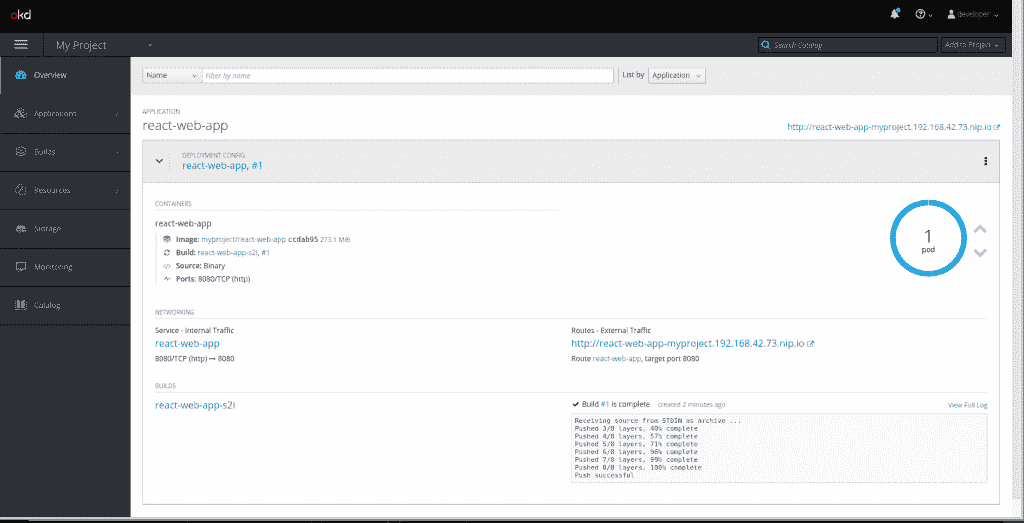 okd
developer
My Project
Search Catalog
Add to Project
Overview
Applications
Builds
Resources
Storage
Monitoring
Catalog
Name
Filter by name
List by
Application
APPLICATION
react-web-app
http://react-web-app-myproject.192.168.42.73.nip.io
DEPLOYMENT CONFIG
react-web-app, #1
CONTAINERS
react-web-app
Image: myproject/react-web-app ccdab95 273.1 MiB
Build: react-web-app-s2i, #1
Source: Binary
Ports: 8080/TCP (http)
1
pod
NETWORKING
Service - Internal Traffic
react-web-app
8080/TCP (http) → 8080
Routes - External Traffic
http://react-web-app-myproject.192.168.42.73.nip.io
Route react-web-app, target port 8080
BUILDS
react-web-app-s2i
Build #1 is complete created 2 minutes ago
View Full Log
Receiving source from STDIN as archive ...
Pushed 3/8 layers, 40% complete
Pushed 4/8 layers, 57% complete
Pushed 5/8 layers, 71% complete
Pushed 6/8 layers, 96% complete
Pushed 7/8 layers, 99% complete
Pushed 8/8 layers, 100% complete
Push successful